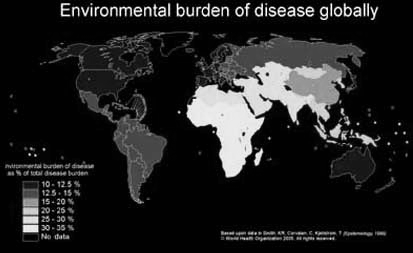 Environmental burden of disease globally
nvironmental burden of disease
as % of total disease burden
10 - 12.5 %
12.5 - 15 %
15 - 20 %
20 - 25 %
25 - 30 %
30 - 35 %
No data
Based upon data in Smith, KR, Corvalan, C, Kjellström, T (Epidemiology, 1999)
© World Health Organization 2005. All rights reserved.